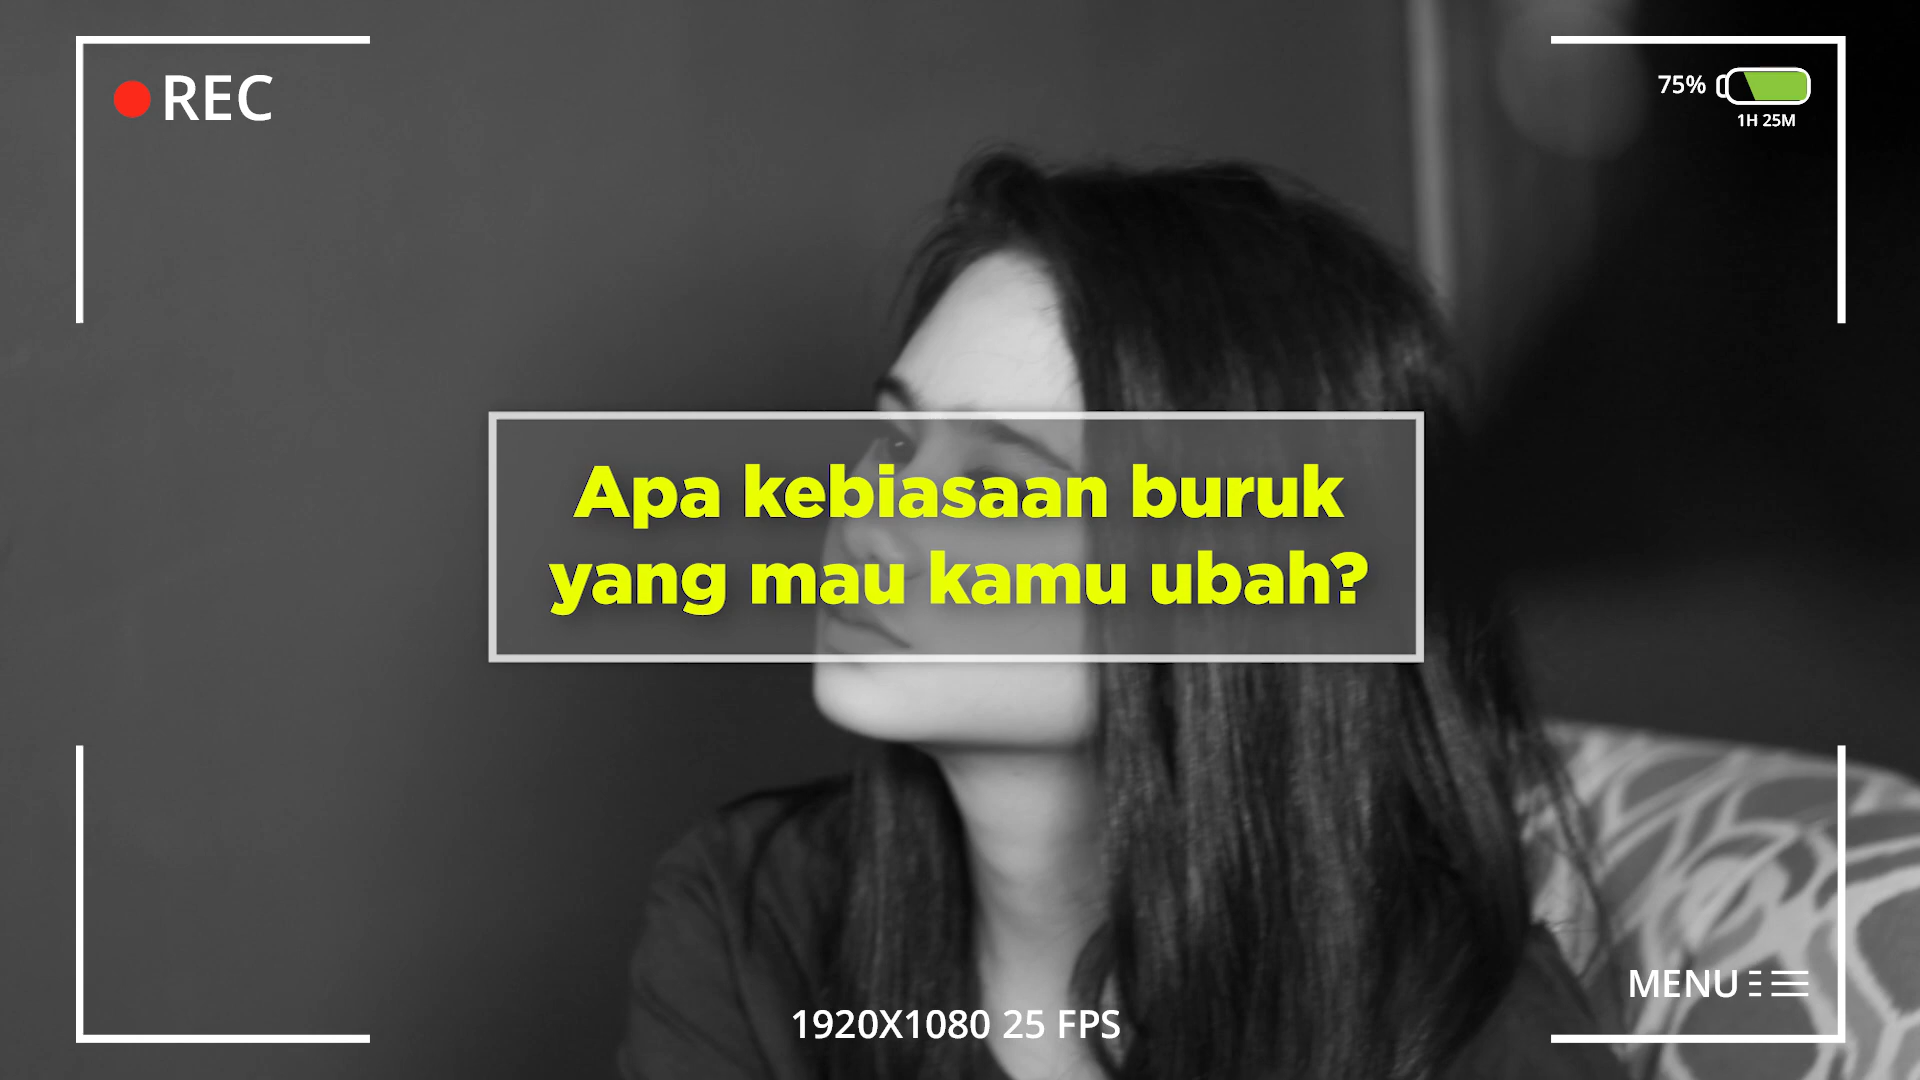 REC
75%
1H 25M
Apa kebiasaan buruk
yang mau kamu ubah?
MENU
1920X1080 25 FPS